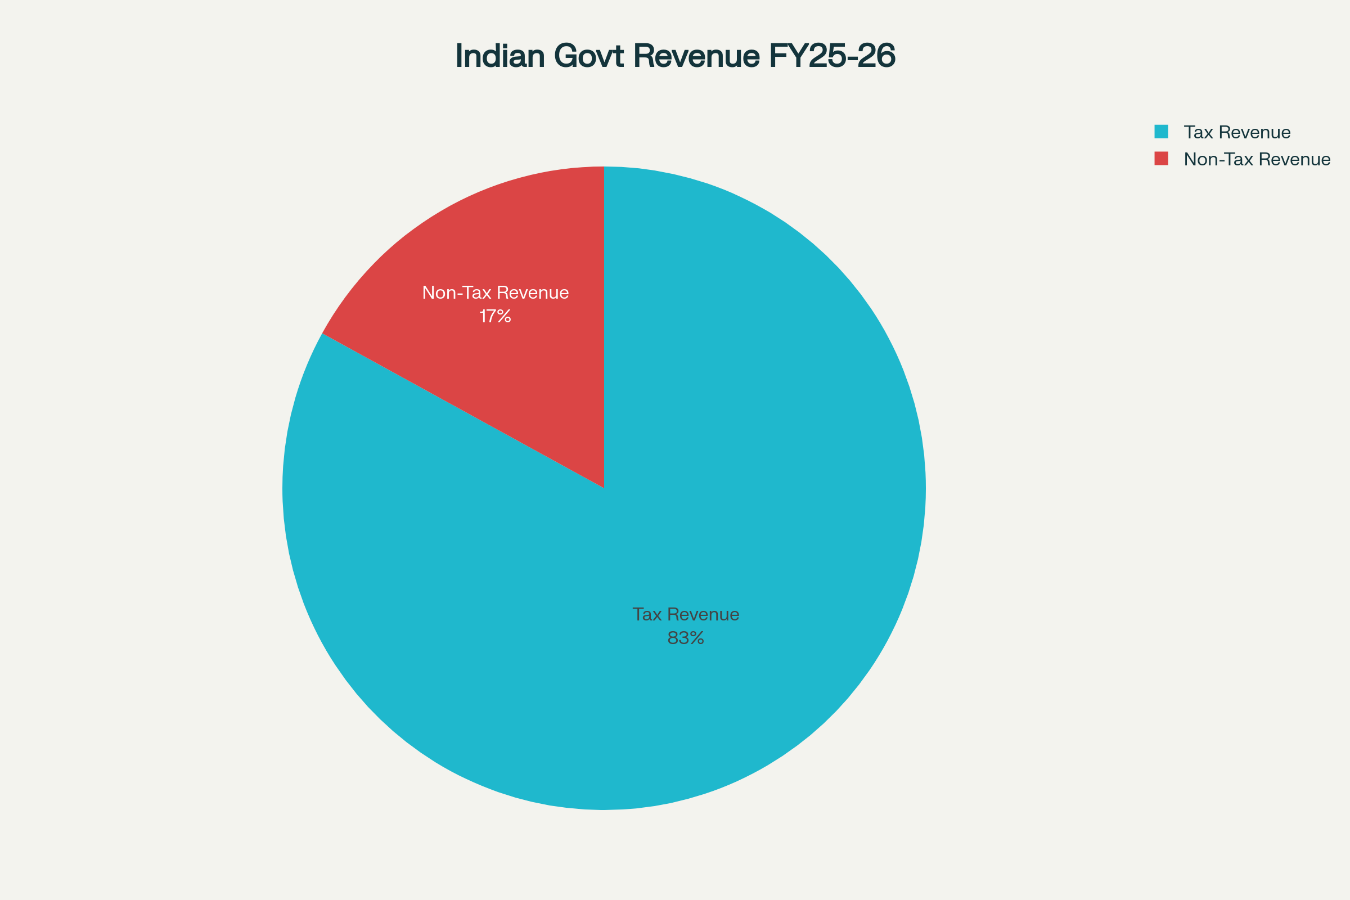 Indian Govt Revenue FY25-26
Tax Revenue
Non-Tax Revenue
Non-Tax Revenue
17%
Tax Revenue
83%